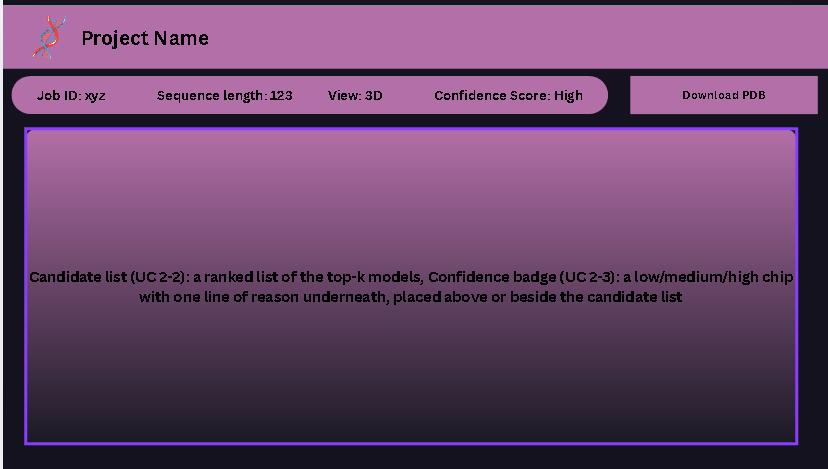 Project Name
Job ID: xyz
Sequence length: 123
View: 3D
Confidence Score: High
Download PDB
Candidate list (UC 2-2): a ranked list of the top-k models, Confidence badge (UC 2-3): a low/medium/high chip
with one line of reason underneath, placed above or beside the candidate list